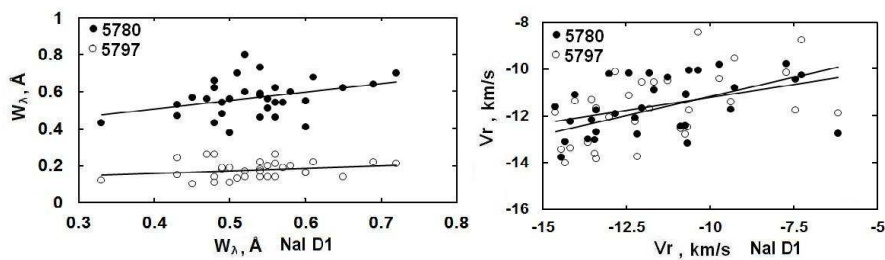 1
0.8
0.6
0.4
0.2
0
W λ, Å
5780
5797
0.3 0.4 0.5 0.6 0.7 0.8
W λ, Å NaI D1
-8
-10
-12
-14
-16
Vr , km/s
5780
5797
-15 -12.5 -10 -7.5 -5
Vr , km/s NaI D1